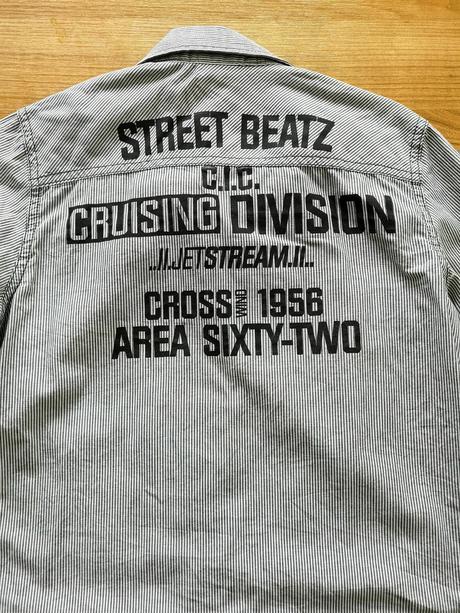 STREET BEATZ
C.I.C.
CRUISING DIVISION
..II.JETSTREAM.II..
CROSS WIND 1956
AREA SIXTY-TWO